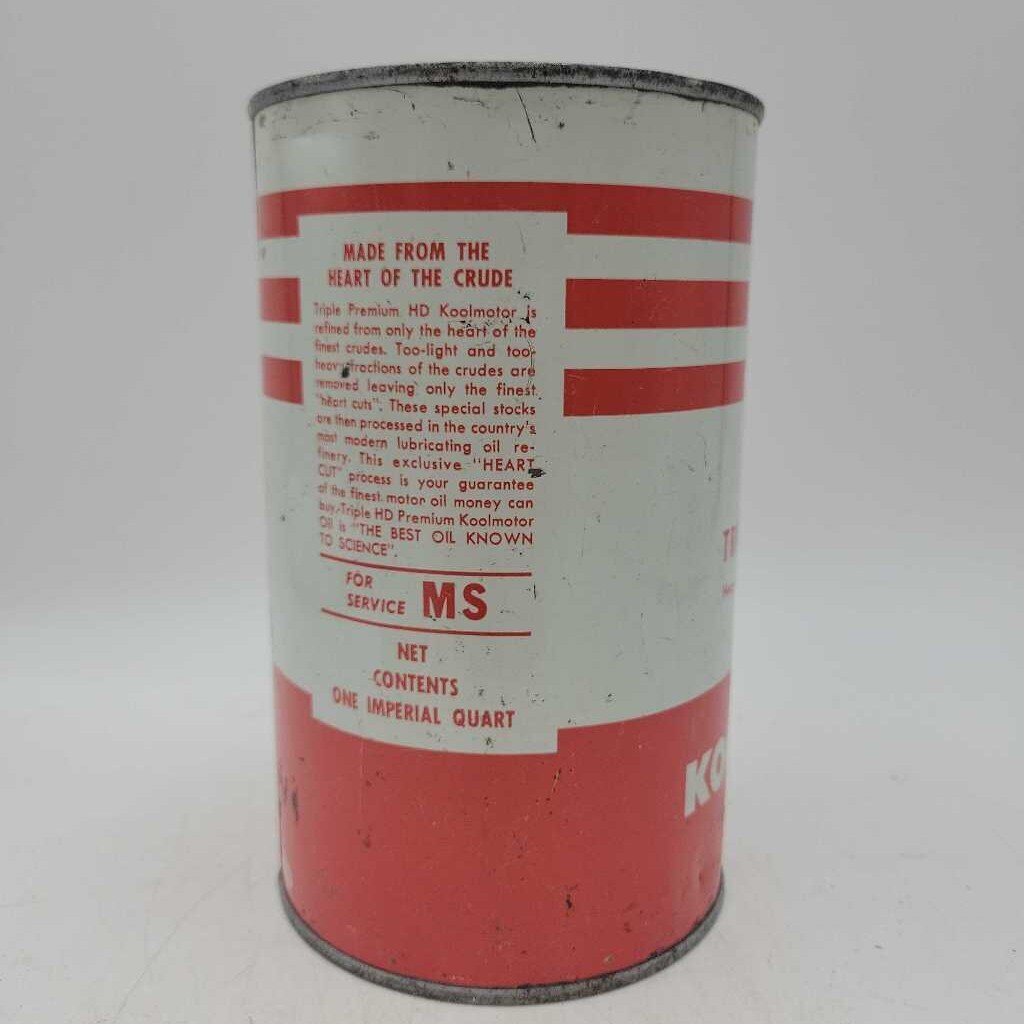 MADE FROM THE
HEART OF THE CRUDE
Triple Premium HD Koolmotor is
refined from only the heart of the
finest crudes. Too-light and too-
heavy fractions of the crudes are
removed leaving only the finest
"heart cuts". These special stocks
are then processed in the country's
most modern lubricating oil re-
finery. This exclusive "HEART
CUT" process is your guarantee
of the finest motor oil money can
buy. Triple HD Premium Koolmotor
Oil is "THE BEST OIL KNOWN
TO SCIENCE".
FOR
SERVICE MS
NET
CONTENTS
ONE IMPERIAL QUART
TR
KO